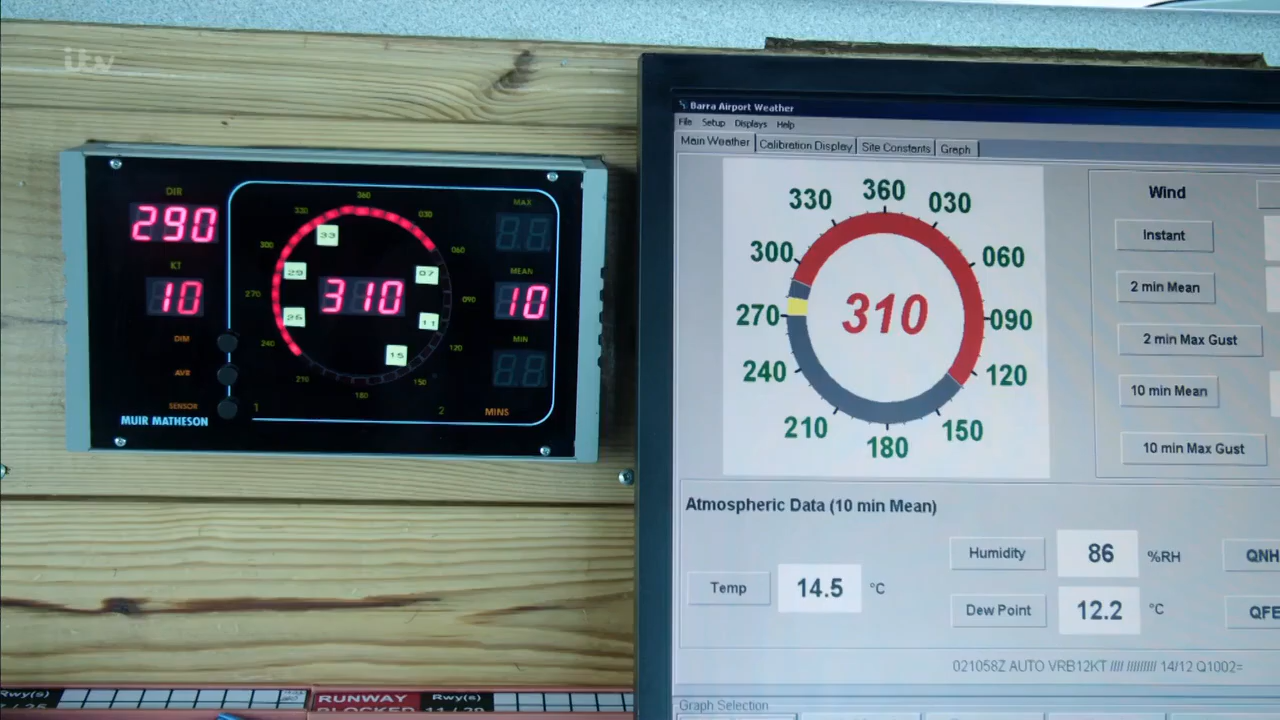 itv
DIR
290
KT
10
DIM
AVR
SENSOR
MUIR MATHESON
360
030
060
090
120
150
180
210
240
270
300
330
33
29
25
07
11
15
310
MAX
MEAN
10
MIN
1
2
MINS
RUNWAY
BLOCKED
Rwy(s)
Rwy(s)
Barra Airport Weather
File Setup Displays Help
Main Weather Calibration Display Site Constants Graph
360
030
060
090
120
150
180
210
240
270
300
330
310
Wind
Instant
2 min Mean
2 min Max Gust
10 min Mean
10 min Max Gust
Atmospheric Data (10 min Mean)
Temp 14.5 °C
Humidity 86 %RH
Dew Point 12.2 °C
QNH
QFE
021058Z AUTO VRB12KT //// ///////// 14/12 Q1002=
Graph Selection